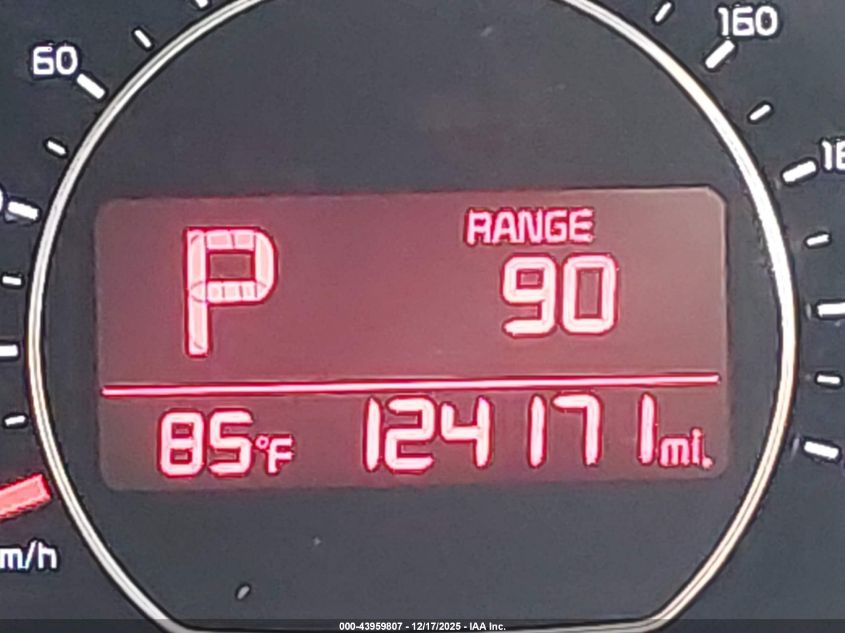 60
160
P
RANGE
90
85°F
124171mi.
m/h
000-43959807 - 12/17/2025 - IAA Inc.